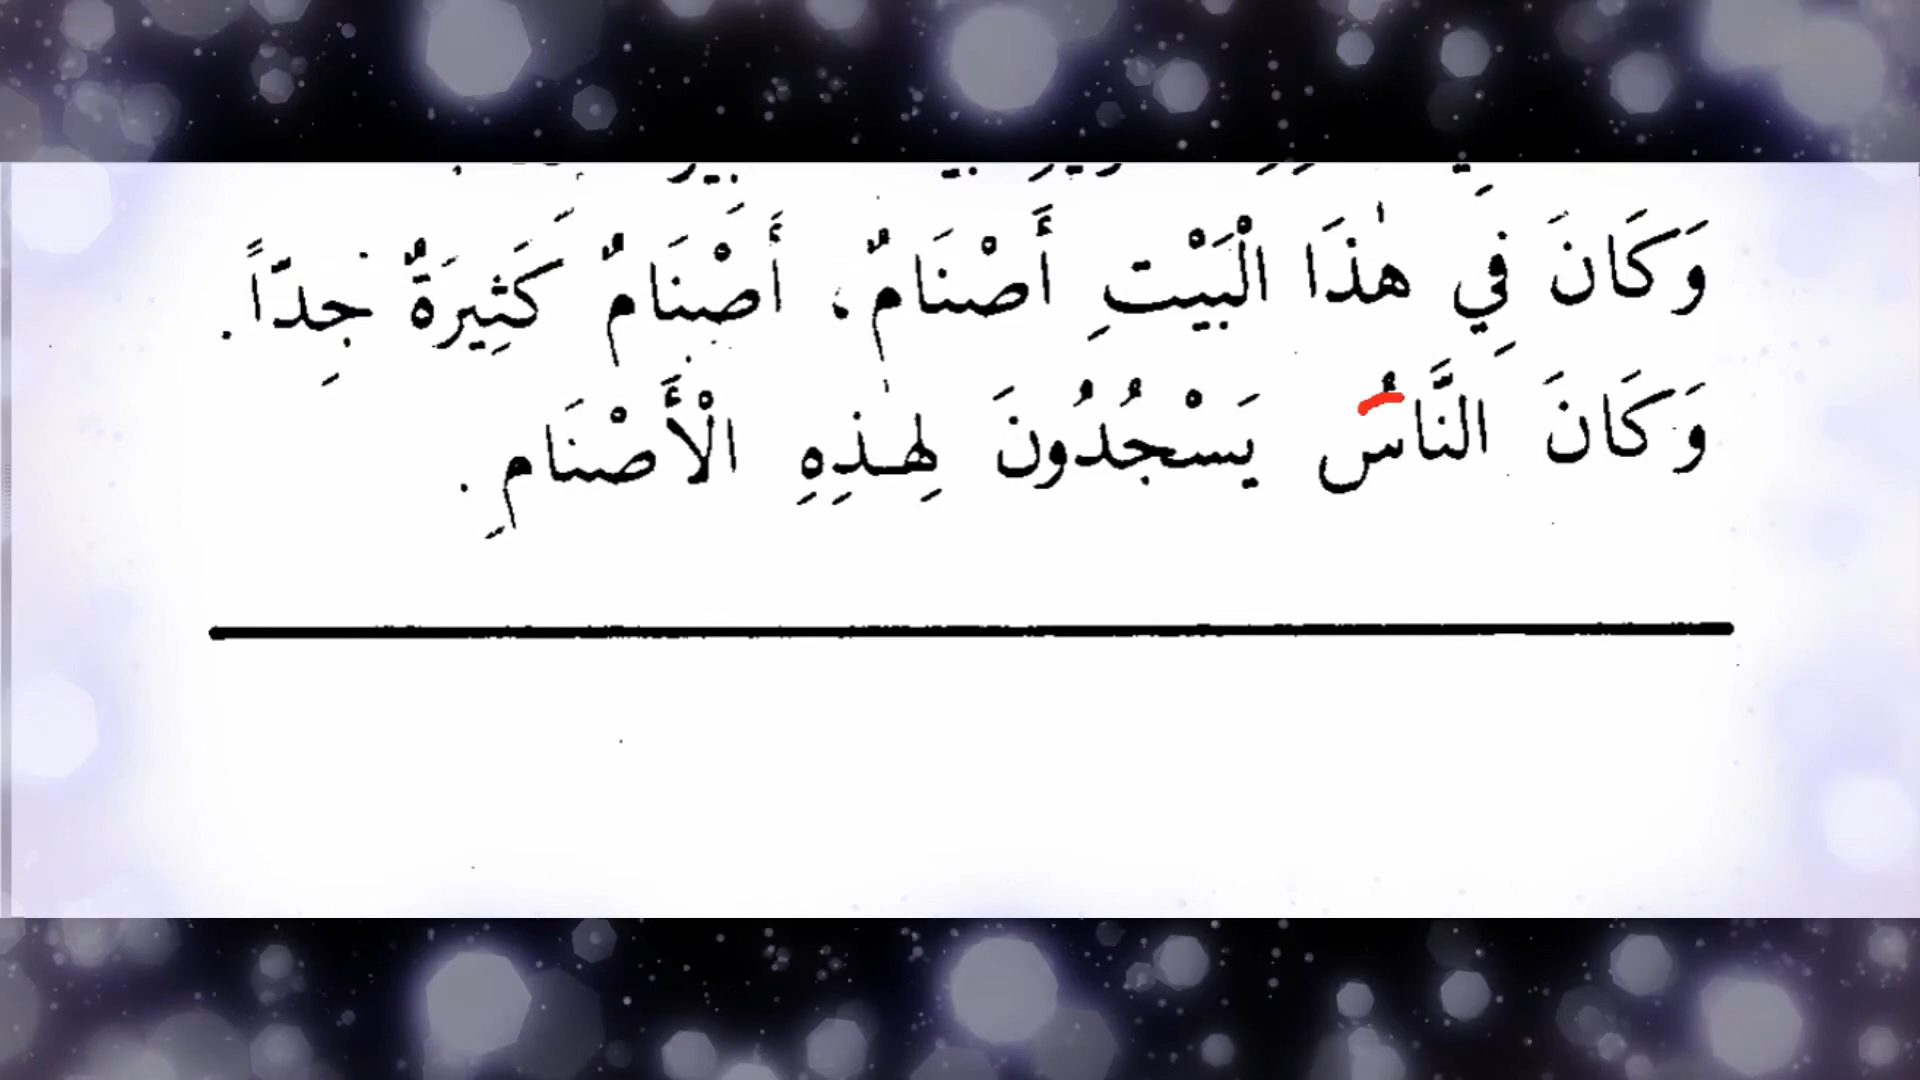 وَكَانَ فِي هٰذَا الْبَيْتِ أَصْنَامٌ، أَصْنَامٌ كَثِيرَةٌ جِدّاً.
وَكَانَ النَّاسُ يَسْجُدُونَ لِهٰذِهِ الْأَصْنَامِ.